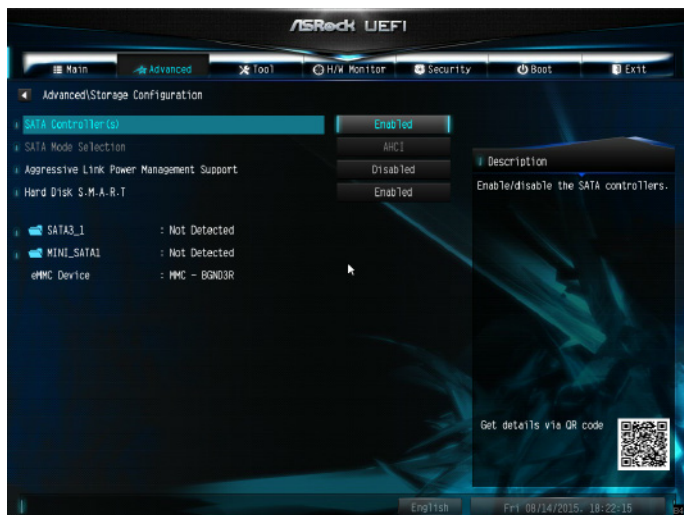 ASRock UEFI
Main Advanced Tool H/W Monitor Security Boot Exit
Advanced\Storage Configuration
SATA Controller(s) Enabled
SATA Mode Selection AHCI
Aggressive Link Power Management Support Disabled
Hard Disk S.M.A.R.T Enabled
SATA3_1 : Not Detected
MINI_SATA1 : Not Detected
eMMC Device : MMC - BGND3R
Description
Enable/disable the SATA controllers.
Get details via QR code
English Fri 08/14/2015. 18:22:15